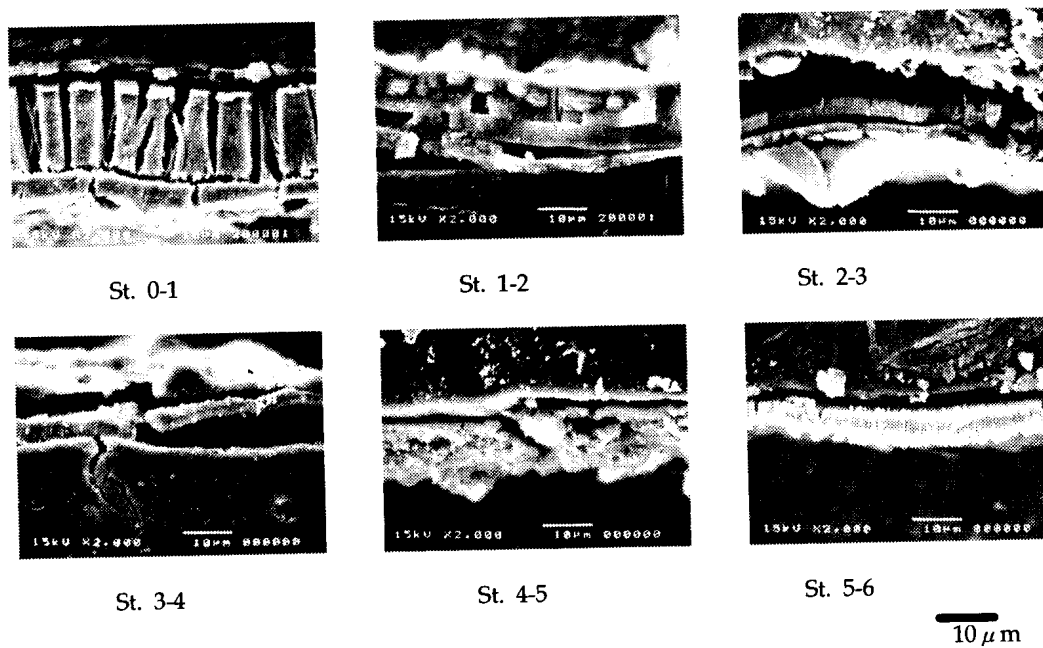 St. 0-1
15kV X2.000 10μm 200001
St. 1-2
15kV X2.000 10μm 000000
St. 2-3
15kV X2.000 10μm 000000
St. 3-4
15kV X2.000 10μm 000000
St. 4-5
15kV X2.000 10μm 000000
St. 5-6
10 μ m